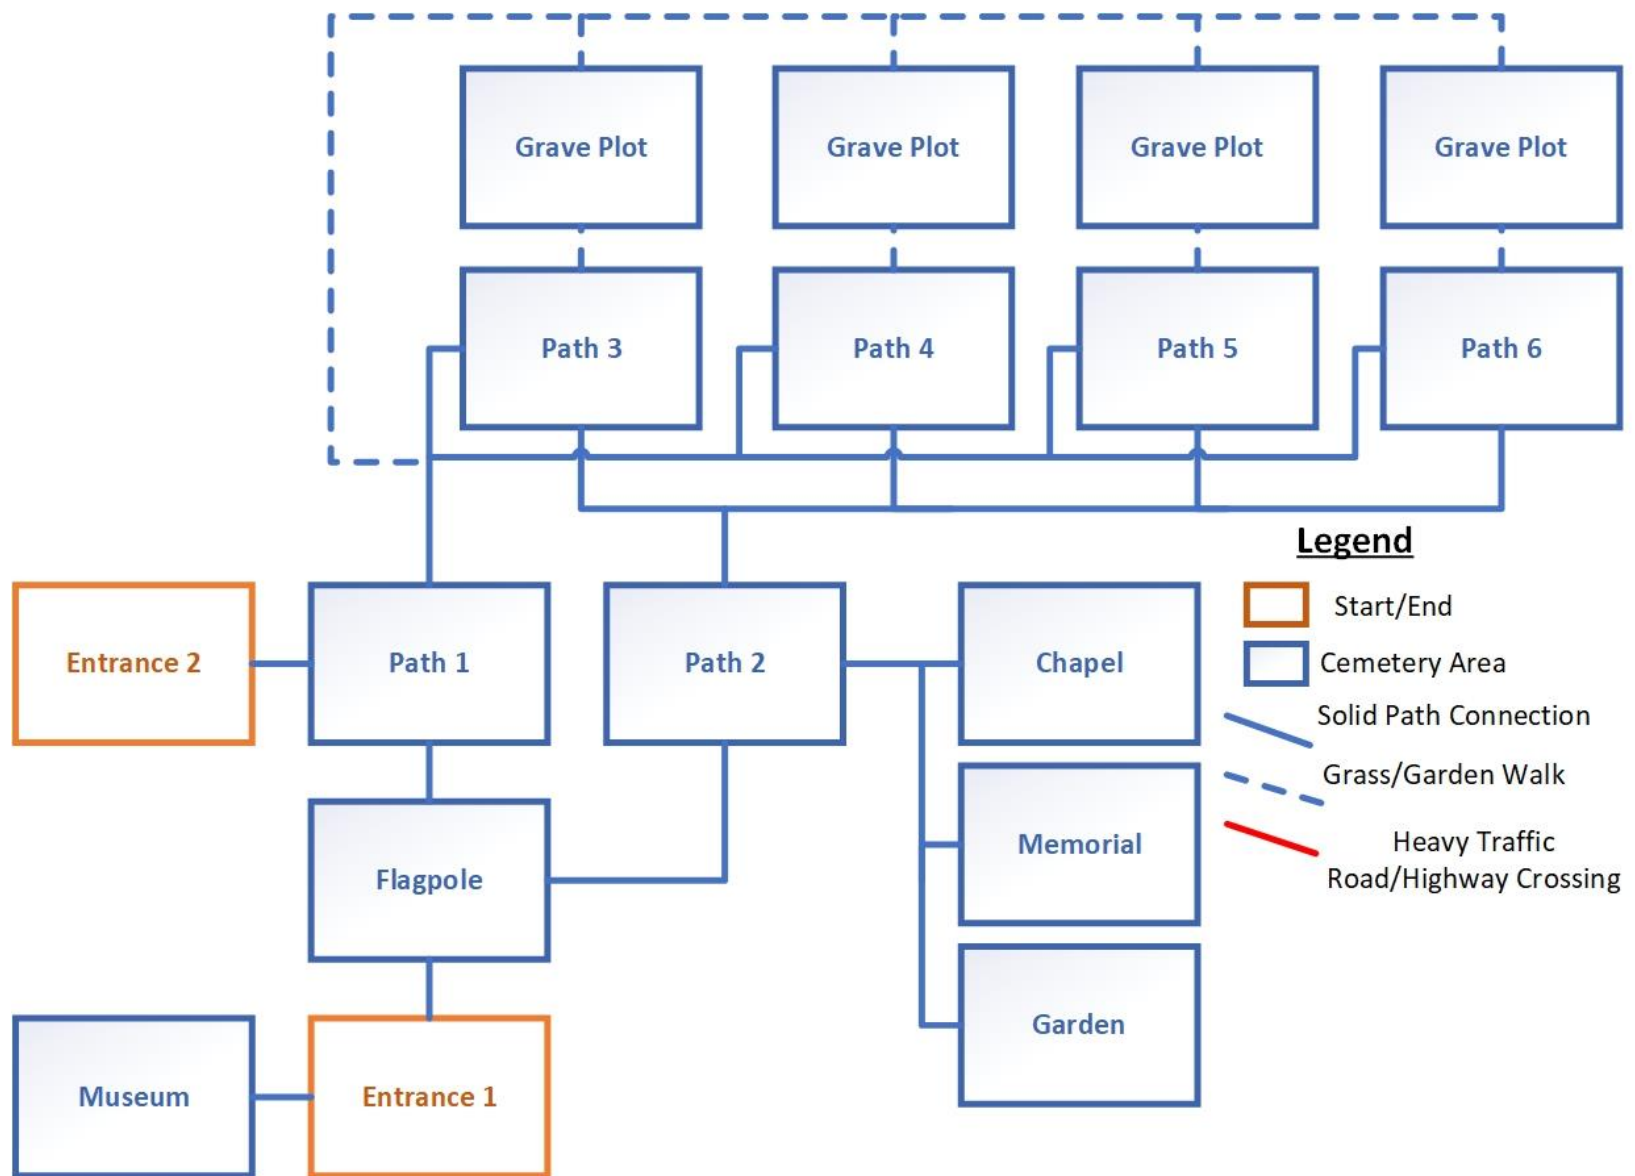 Grave Plot
Grave Plot
Grave Plot
Grave Plot
Path 3
Path 4
Path 5
Path 6
Legend
Start/End
Cemetery Area
Solid Path Connection
Grass/Garden Walk
Heavy Traffic
Road/Highway Crossing
Entrance 2
Path 1
Path 2
Chapel
Flagpole
Memorial
Garden
Museum
Entrance 1